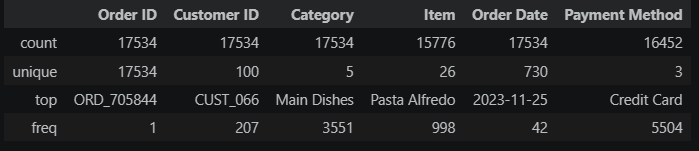 Order ID Customer ID Category Item Order Date Payment Method
count 17534 17534 17534 15776 17534 16452
unique 17534 100 5 26 730 3
top ORD_705844 CUST_066 Main Dishes Pasta Alfredo 2023-11-25 Credit Card
freq 1 207 3551 998 42 5504